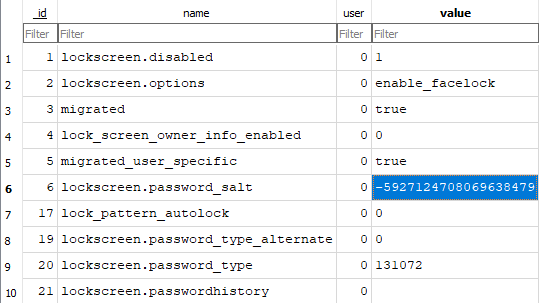 _id name user value
Filter Filter Filter Filter
1 1 lockscreen.disabled 0 1
2 2 lockscreen.options 0 enable_facelock
3 3 migrated 0 true
4 4 lock_screen_owner_info_enabled 0 0
5 5 migrated_user_specific 0 true
6 6 lockscreen.password_salt 0 -5927124708069638479
7 17 lock_pattern_autolock 0 0
8 19 lockscreen.password_type_alternate 0 0
9 20 lockscreen.password_type 0 131072
10 21 lockscreen.passwordhistory 0